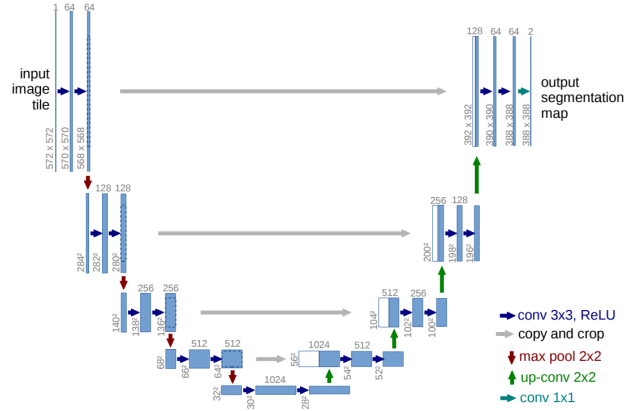 1 64 64
input
image
tile
572 x 572
570 x 570
568 x 568
128 64 64 2
output
segmentation
map
392 x 392
390 x 390
388 x 388
388 x 388
128 128
284²
282²
280²
256 128
200²
198²
196²
256 256
140²
138²
136²
512 256
104²
102²
100²
512 512
68²
66²
64²
1024 512
56²
54²
52²
1024
32²
30²
28²
conv 3x3, ReLU
copy and crop
max pool 2x2
up-conv 2x2
conv 1x1